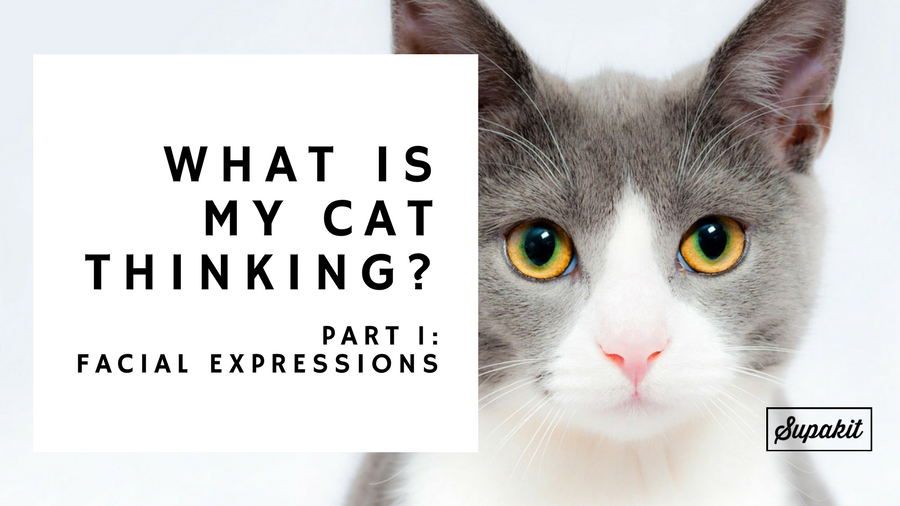 WHAT IS
MY CAT
THINKING?
PART I:
FACIAL EXPRESSIONS
Supakit